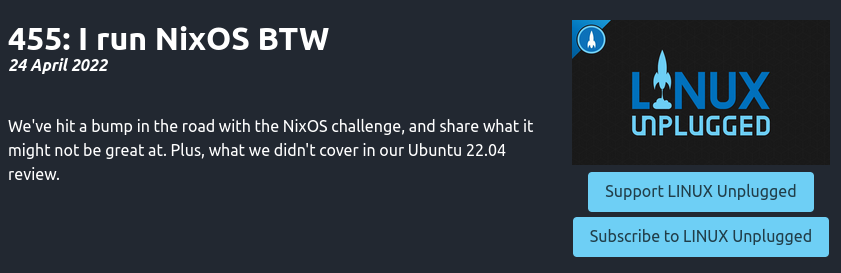 455: I run NixOS BTW
24 April 2022
We've hit a bump in the road with the NixOS challenge, and share what it
might not be great at. Plus, what we didn't cover in our Ubuntu 22.04
review.
LINUX
UNPLUGGED
Support LINUX Unplugged
Subscribe to LINUX Unplugged